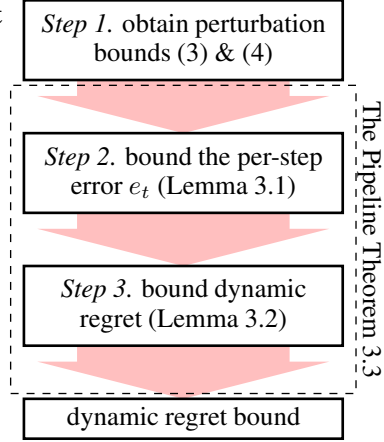 Step 1. obtain perturbation
bounds (3) & (4)
Step 2. bound the per-step
error e_t (Lemma 3.1)
Step 3. bound dynamic
regret (Lemma 3.2)
dynamic regret bound
The Pipeline Theorem 3.3